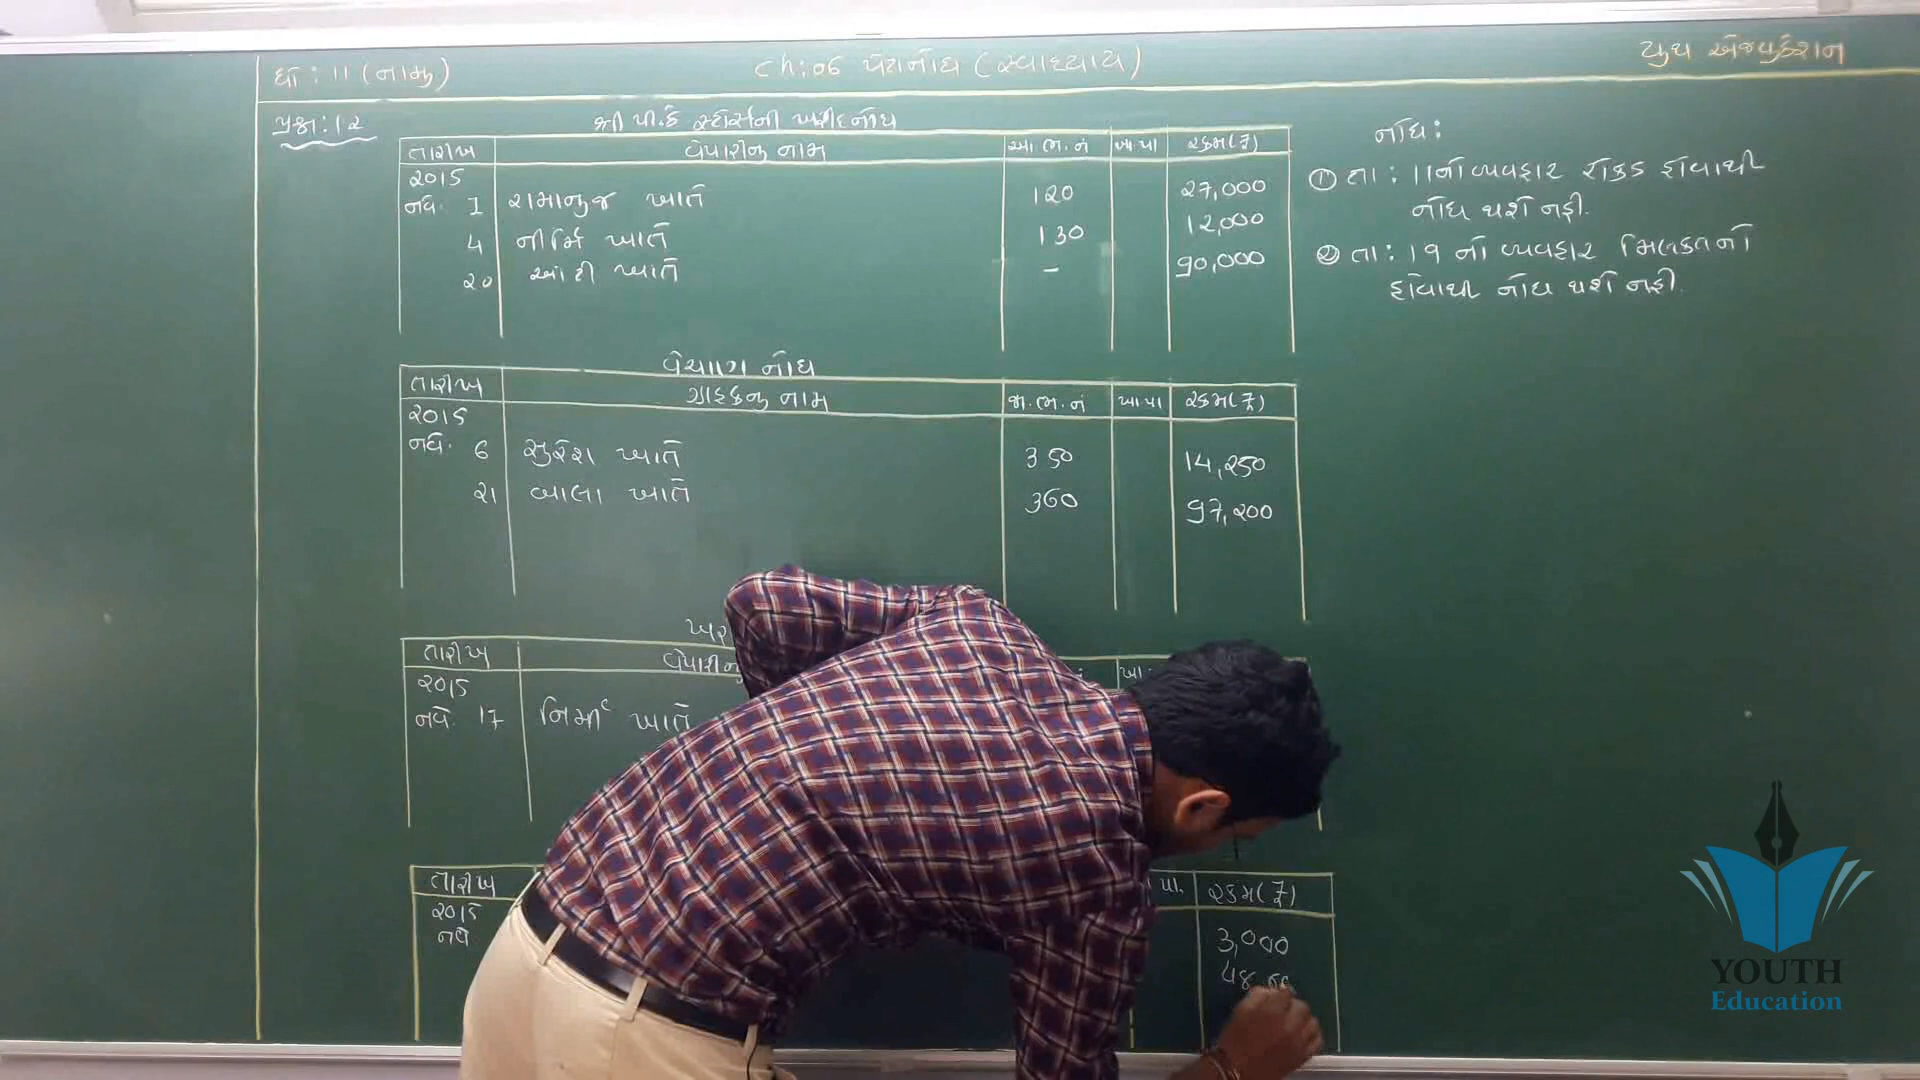 ધો : 11 (નામુ)
Ch:06 પેટાનોંધ (સ્વાધ્યાય)
યુથ એજ્યુકેશન
પ્રશ્ન : 12
શ્રી પી.કે સ્ટોર્સની ખરીદનોંધ
તારીખ વેપારીનું નામ આ.ભ.નં ખા.પા રકમ(₹)
2015
નવે. 1 રામાનુજ ખાતે 120 27,000
4 નીર્મિ ખાતે 130 12,000
20 આંટી ખાતે - 90,000
વેચાણ નોંધ
તારીખ ગ્રાહકનું નામ જા.ભ.નં ખા.પા રકમ(₹)
2015
નવે. 6 સુરેશ ખાતે 350 14,250
21 બાલા ખાતે 360 97,200
તારીખ
2015
નવે. 17 નિર્મા ખાતે
તારીખ રકમ(₹)
2015
નવે 3,000
નોંધ :
① તા : 11નો વ્યવહાર રોકડ હોવાથી
નોંધ થશે નહી.
② તા : 19 નો વ્યવહાર મિલકતનો
હોવાથી નોંધ થશે નહી.
YOUTH
Education